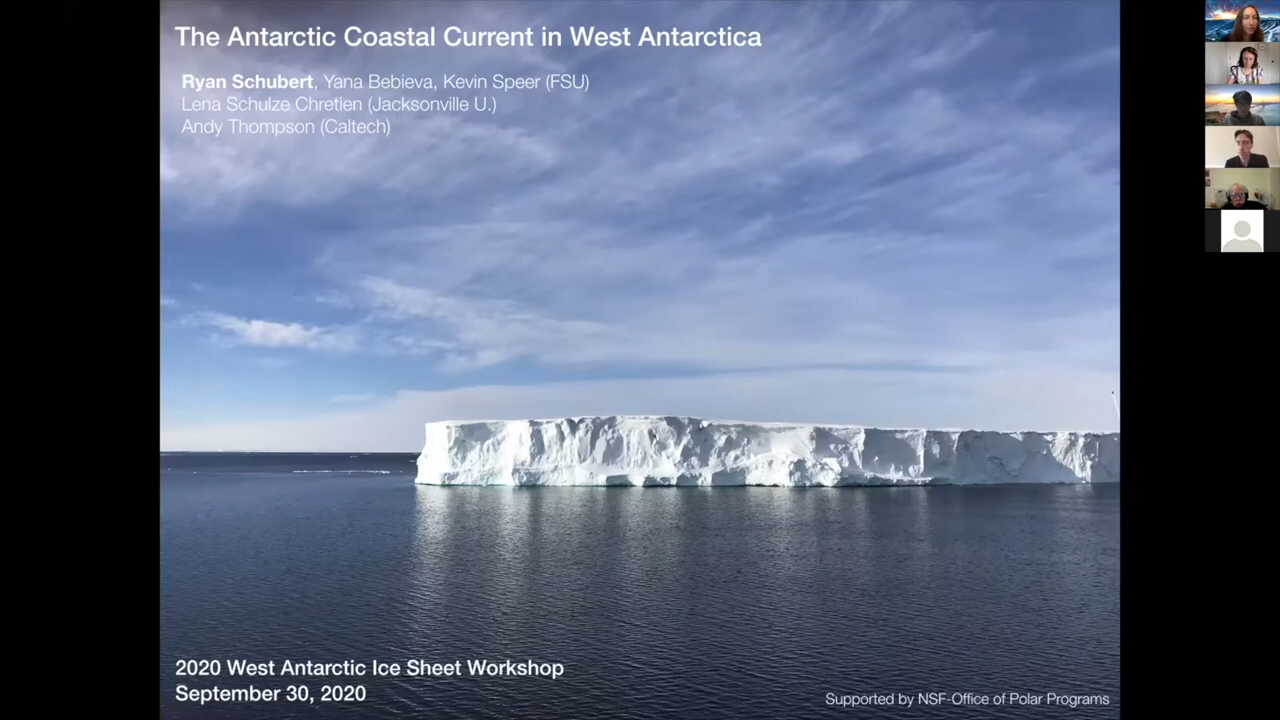 The Antarctic Coastal Current in West Antarctica
Ryan Schubert, Yana Bebieva, Kevin Speer (FSU)
Lena Schulze Chretien (Jacksonville U.)
Andy Thompson (Caltech)
2020 West Antarctic Ice Sheet Workshop
September 30, 2020
Supported by NSF-Office of Polar Programs